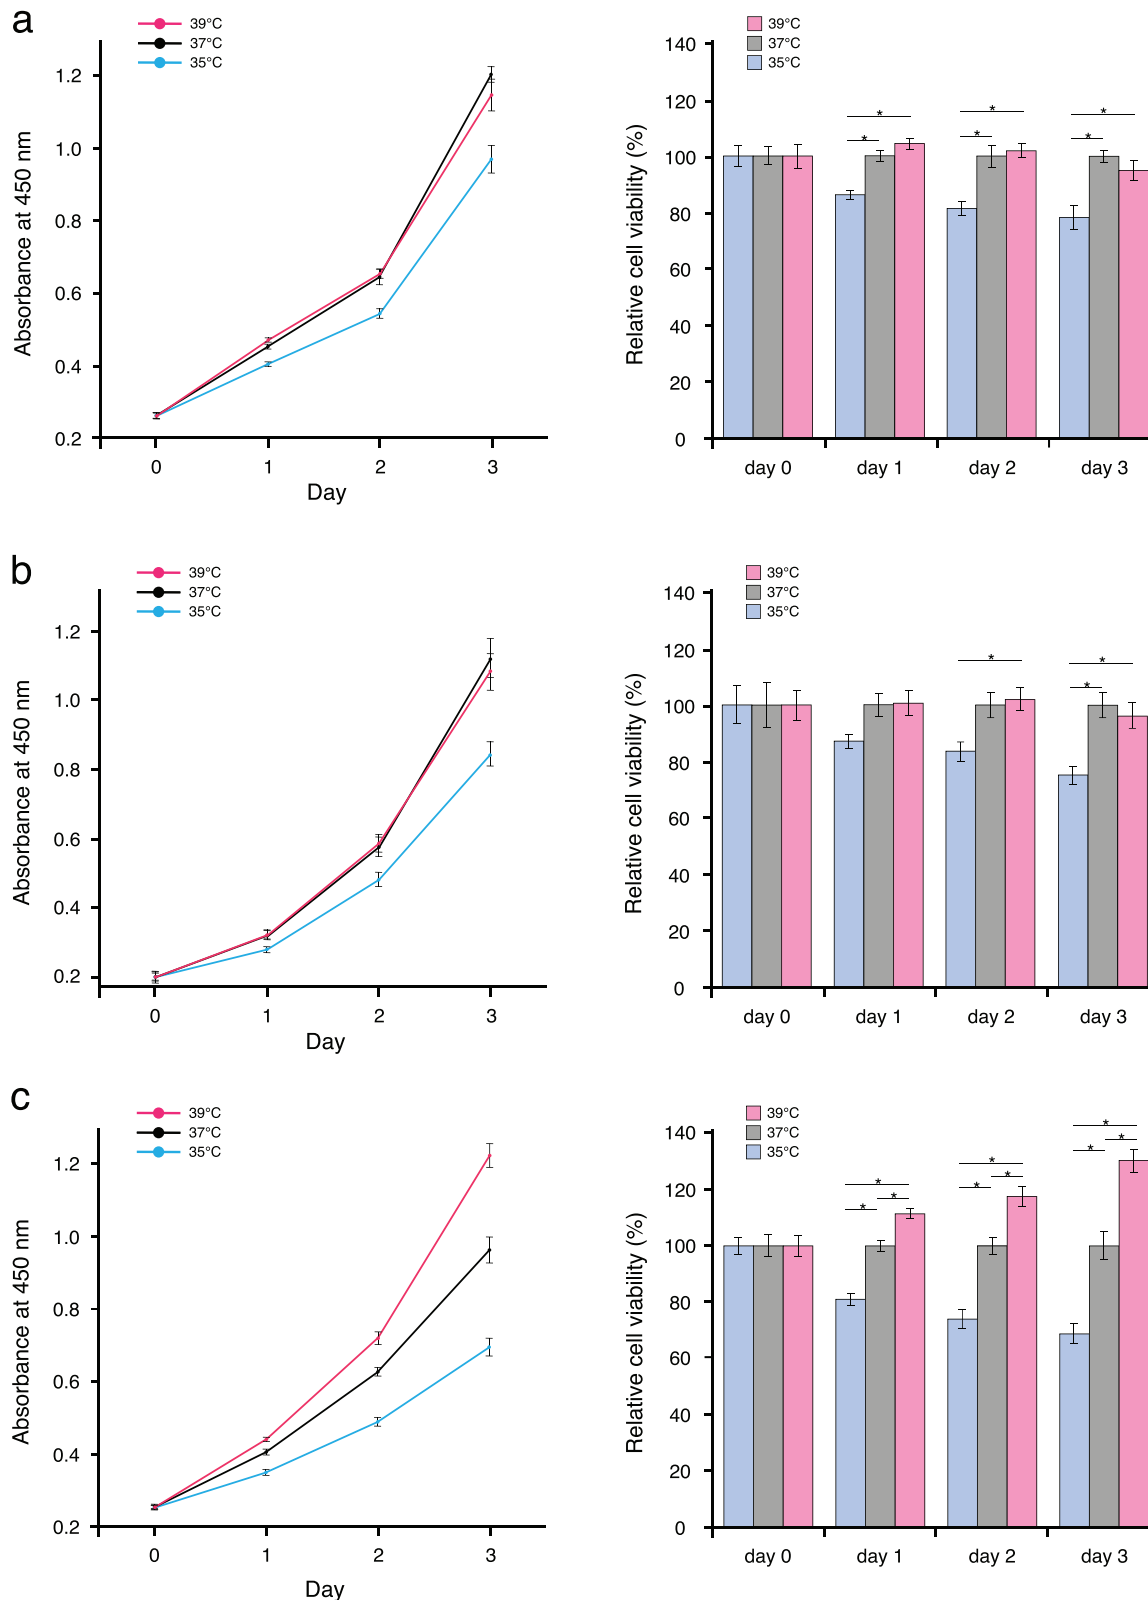 a
39°C
37°C
35°C
Absorbance at 450 nm
1.2
1.0
0.8
0.6
0.4
0.2
0 1 2 3
Day
39°C
37°C
35°C
Relative cell viability (%)
140
120
100
80
60
40
20
0
* * * * * *
day 0 day 1 day 2 day 3
b
39°C
37°C
35°C
Absorbance at 450 nm
1.2
1.0
0.8
0.6
0.4
0.2
0 1 2 3
Day
39°C
37°C
35°C
Relative cell viability (%)
140
120
100
80
60
40
20
0
* * *
day 0 day 1 day 2 day 3
c
39°C
37°C
35°C
Absorbance at 450 nm
1.2
1.0
0.8
0.6
0.4
0.2
0 1 2 3
Day
39°C
37°C
35°C
Relative cell viability (%)
140
120
100
80
60
40
20
0
* * * * * * * * *
day 0 day 1 day 2 day 3